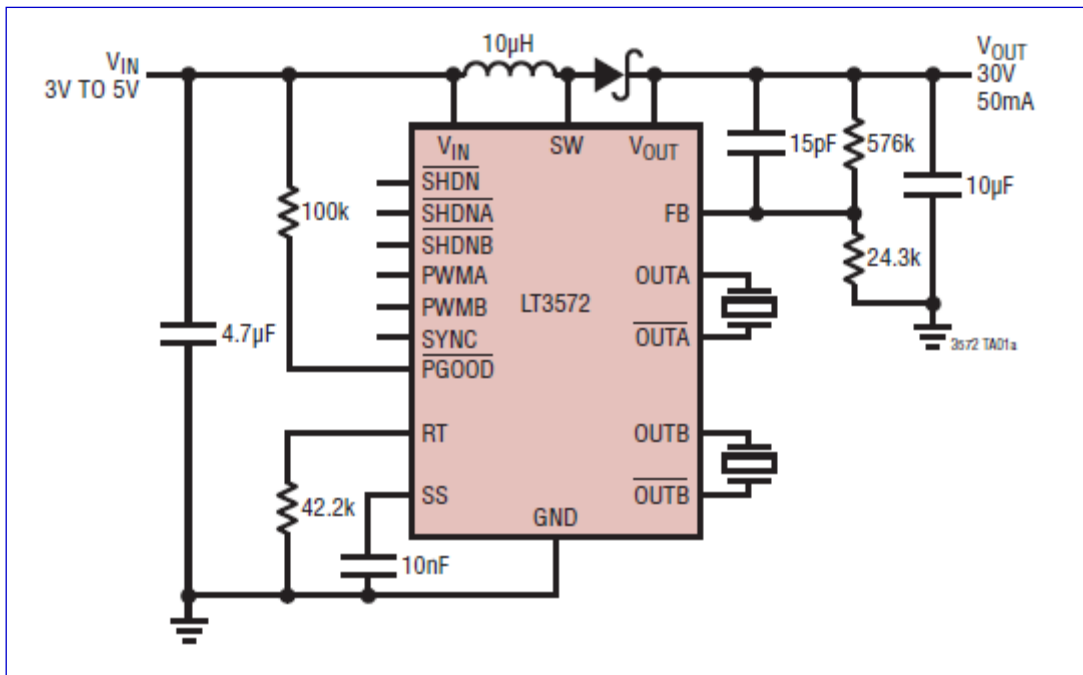 10µH
VIN
3V TO 5V
VOUT
30V
50mA
VIN
SW
VOUT
SHDN
SHDNA
SHDNB
PWMA
PWMB
SYNC
PGOOD
RT
SS
GND
LT3572
FB
OUTA
OUTA
OUTB
OUTB
100k
4.7µF
42.2k
10nF
15pF
576k
10µF
24.3k
3572 TA01a